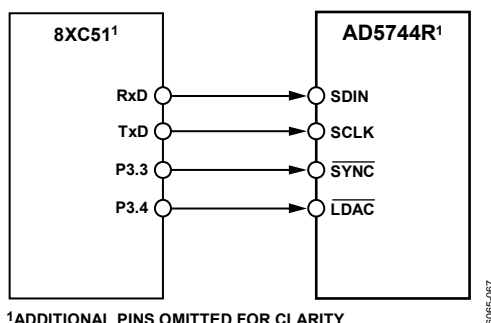 8XC51¹ AD5744R¹
RxD SDIN
TxD SCLK
P3.3 SYNC
P3.4 LDAC
¹ADDITIONAL PINS OMITTED FOR CLARITY